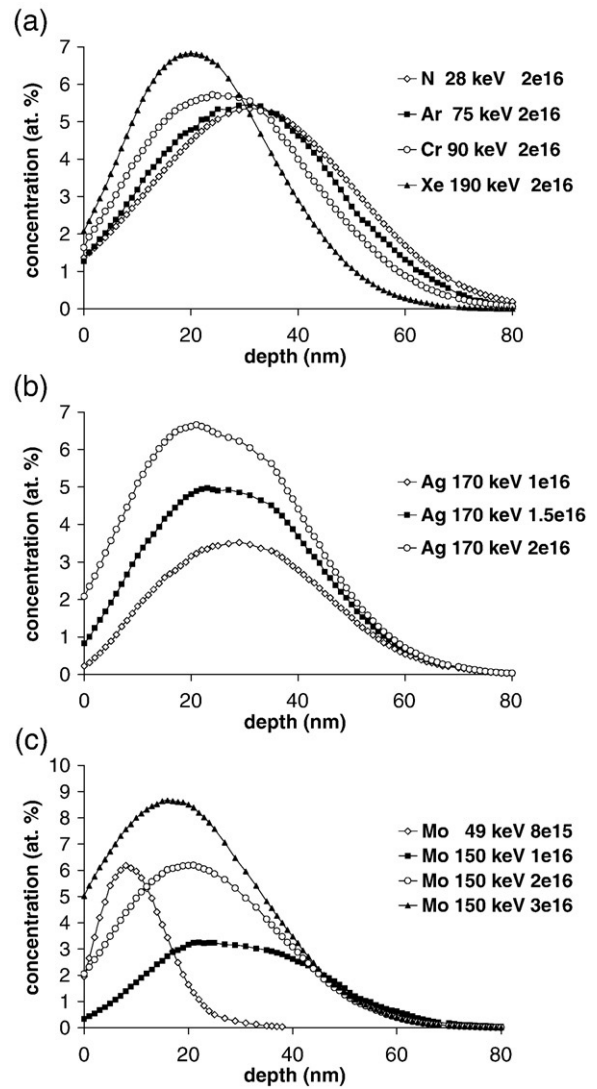 (a)
7
6
5
4
3
2
1
0
concentration (at. %)
N 28 keV 2e16
Ar 75 keV 2e16
Cr 90 keV 2e16
Xe 190 keV 2e16
0 20 40 60 80
depth (nm)
(b)
7
6
5
4
3
2
1
0
concentration (at. %)
Ag 170 keV 1e16
Ag 170 keV 1.5e16
Ag 170 keV 2e16
0 20 40 60 80
depth (nm)
(c)
10
9
8
7
6
5
4
3
2
1
0
concentration (at. %)
Mo 49 keV 8e15
Mo 150 keV 1e16
Mo 150 keV 2e16
Mo 150 keV 3e16
0 20 40 60 80
depth (nm)